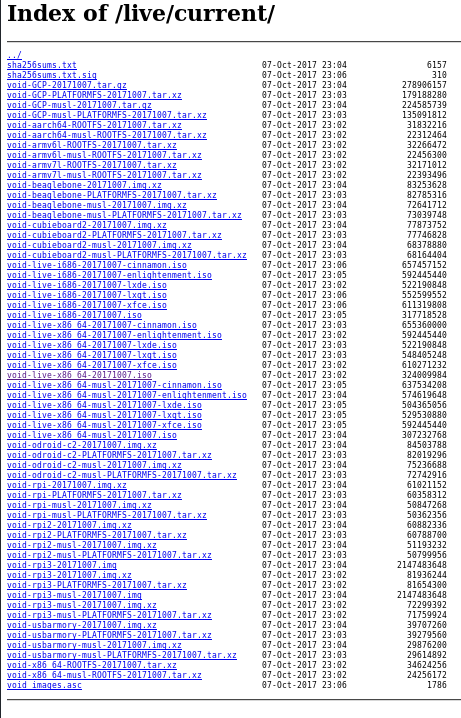 Index of /live/current/
../
sha256sums.txt 07-Oct-2017 23:04 6157
sha256sums.txt.sig 07-Oct-2017 23:06 310
void-GCP-20171007.tar.gz 07-Oct-2017 23:04 278906157
void-GCP-PLATFORMFS-20171007.tar.xz 07-Oct-2017 23:03 179188280
void-GCP-musl-20171007.tar.gz 07-Oct-2017 23:04 224585739
void-GCP-musl-PLATFORMFS-20171007.tar.xz 07-Oct-2017 23:03 135091812
void-aarch64-ROOTFS-20171007.tar.xz 07-Oct-2017 23:02 31832216
void-aarch64-musl-ROOTFS-20171007.tar.xz 07-Oct-2017 23:02 22312464
void-armv6l-ROOTFS-20171007.tar.xz 07-Oct-2017 23:02 32266472
void-armv6l-musl-ROOTFS-20171007.tar.xz 07-Oct-2017 23:02 22456300
void-armv7l-ROOTFS-20171007.tar.xz 07-Oct-2017 23:02 32171012
void-armv7l-musl-ROOTFS-20171007.tar.xz 07-Oct-2017 23:02 22393496
void-beaglebone-20171007.img.xz 07-Oct-2017 23:04 83253628
void-beaglebone-PLATFORMFS-20171007.tar.xz 07-Oct-2017 23:03 82785316
void-beaglebone-musl-20171007.img.xz 07-Oct-2017 23:04 72641712
void-beaglebone-musl-PLATFORMFS-20171007.tar.xz 07-Oct-2017 23:03 73039748
void-cubieboard2-20171007.img.xz 07-Oct-2017 23:04 77873752
void-cubieboard2-PLATFORMFS-20171007.tar.xz 07-Oct-2017 23:03 77746828
void-cubieboard2-musl-20171007.img.xz 07-Oct-2017 23:04 68378880
void-cubieboard2-musl-PLATFORMFS-20171007.tar.xz 07-Oct-2017 23:03 68164404
void-live-i686-20171007-cinnamon.iso 07-Oct-2017 23:06 657457152
void-live-i686-20171007-enlightenment.iso 07-Oct-2017 23:05 592445440
void-live-i686-20171007-lxde.iso 07-Oct-2017 23:02 522190848
void-live-i686-20171007-lxqt.iso 07-Oct-2017 23:06 552599552
void-live-i686-20171007-xfce.iso 07-Oct-2017 23:06 611319808
void-live-i686-20171007.iso 07-Oct-2017 23:05 317718528
void-live-x86_64-20171007-cinnamon.iso 07-Oct-2017 23:03 655360000
void-live-x86_64-20171007-enlightenment.iso 07-Oct-2017 23:02 592445440
void-live-x86_64-20171007-lxde.iso 07-Oct-2017 23:03 522190848
void-live-x86_64-20171007-lxqt.iso 07-Oct-2017 23:03 548405248
void-live-x86_64-20171007-xfce.iso 07-Oct-2017 23:02 610271232
void-live-x86_64-20171007.iso 07-Oct-2017 23:02 324009984
void-live-x86_64-musl-20171007-cinnamon.iso 07-Oct-2017 23:05 637534208
void-live-x86_64-musl-20171007-enlightenment.iso 07-Oct-2017 23:04 574619648
void-live-x86_64-musl-20171007-lxde.iso 07-Oct-2017 23:05 504365056
void-live-x86_64-musl-20171007-lxqt.iso 07-Oct-2017 23:05 529530880
void-live-x86_64-musl-20171007-xfce.iso 07-Oct-2017 23:05 592445440
void-live-x86_64-musl-20171007.iso 07-Oct-2017 23:04 307232768
void-odroid-c2-20171007.img.xz 07-Oct-2017 23:04 84503788
void-odroid-c2-PLATFORMFS-20171007.tar.xz 07-Oct-2017 23:03 82019296
void-odroid-c2-musl-20171007.img.xz 07-Oct-2017 23:04 75236688
void-odroid-c2-musl-PLATFORMFS-20171007.tar.xz 07-Oct-2017 23:03 72742916
void-rpi-20171007.img.xz 07-Oct-2017 23:04 61021152
void-rpi-PLATFORMFS-20171007.tar.xz 07-Oct-2017 23:03 60358312
void-rpi-musl-20171007.img.xz 07-Oct-2017 23:04 50847268
void-rpi-musl-PLATFORMFS-20171007.tar.xz 07-Oct-2017 23:03 50362356
void-rpi2-20171007.img.xz 07-Oct-2017 23:04 60882336
void-rpi2-PLATFORMFS-20171007.tar.xz 07-Oct-2017 23:03 60788700
void-rpi2-musl-20171007.img.xz 07-Oct-2017 23:04 51193232
void-rpi2-musl-PLATFORMFS-20171007.tar.xz 07-Oct-2017 23:03 50799956
void-rpi3-20171007.img 07-Oct-2017 23:04 2147483648
void-rpi3-20171007.img.xz 07-Oct-2017 23:02 81936244
void-rpi3-PLATFORMFS-20171007.tar.xz 07-Oct-2017 23:02 81654300
void-rpi3-musl-20171007.img 07-Oct-2017 23:04 2147483648
void-rpi3-musl-20171007.img.xz 07-Oct-2017 23:02 72299392
void-rpi3-musl-PLATFORMFS-20171007.tar.xz 07-Oct-2017 23:02 71759924
void-usbarmory-20171007.img.xz 07-Oct-2017 23:04 39707260
void-usbarmory-PLATFORMFS-20171007.tar.xz 07-Oct-2017 23:03 39279560
void-usbarmory-musl-20171007.img.xz 07-Oct-2017 23:04 29876200
void-usbarmory-musl-PLATFORMFS-20171007.tar.xz 07-Oct-2017 23:03 29614892
void-x86_64-ROOTFS-20171007.tar.xz 07-Oct-2017 23:02 34624256
void-x86_64-musl-ROOTFS-20171007.tar.xz 07-Oct-2017 23:02 24256172
void_images.asc 07-Oct-2017 23:06 1786